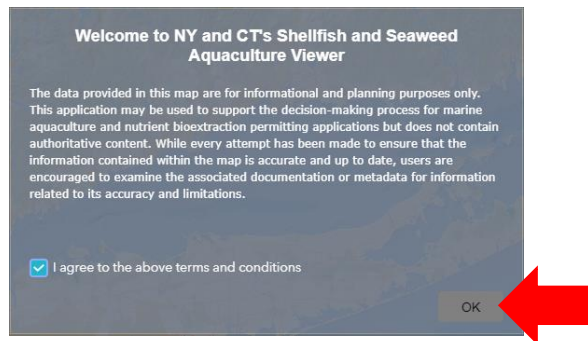 Welcome to NY and CT's Shellfish and Seaweed
Aquaculture Viewer
The data provided in this map are for informational and planning purposes only.
This application may be used to support the decision-making process for marine
aquaculture and nutrient bioextraction permitting applications but does not contain
authoritative content. While every attempt has been made to ensure that the
information contained within the map is accurate and up to date, users are
encouraged to examine the associated documentation or metadata for information
related to its accuracy and limitations.
I agree to the above terms and conditions
OK